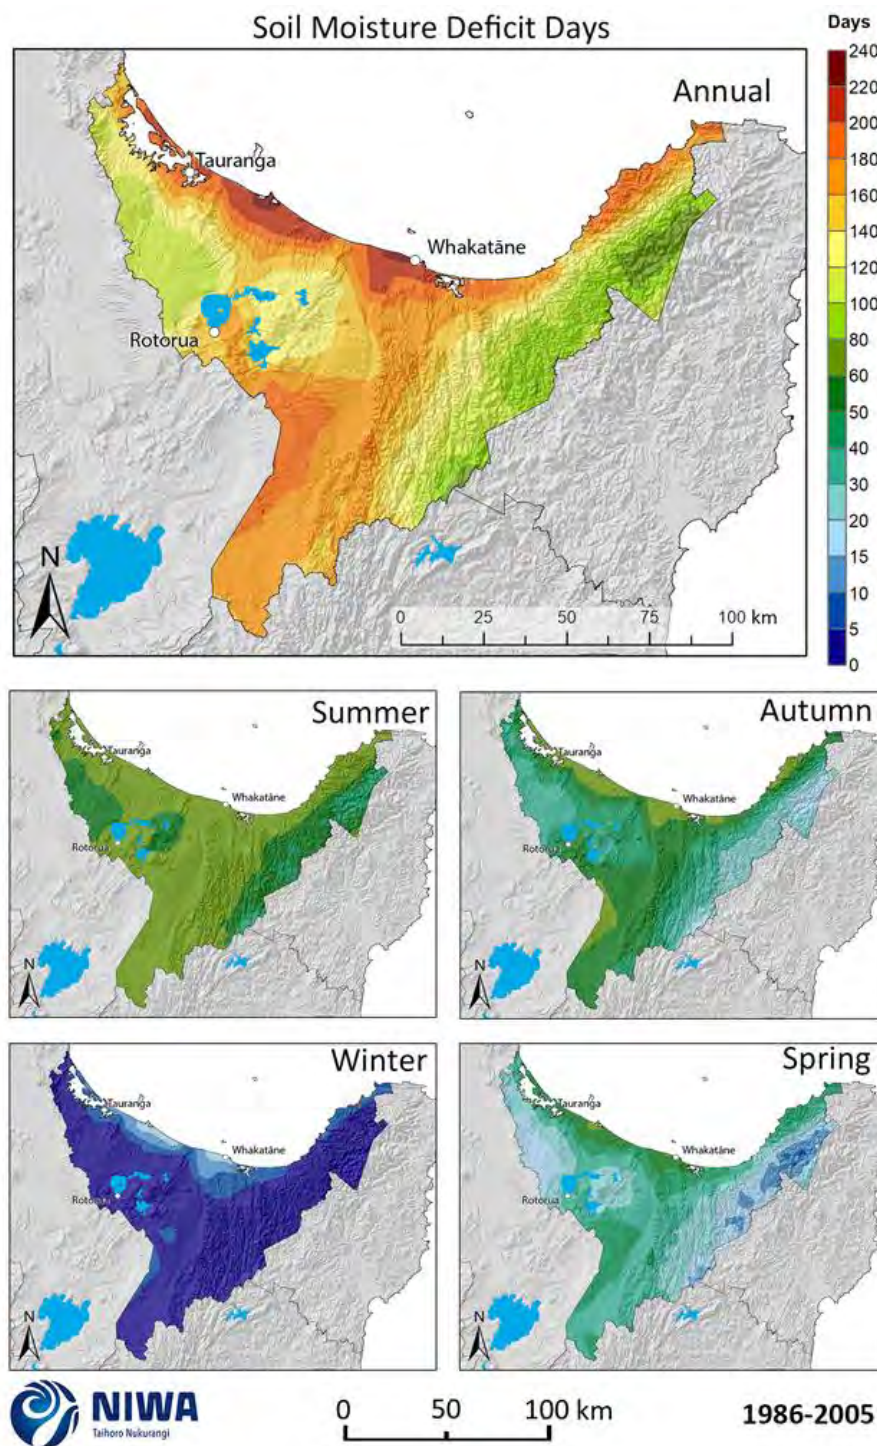 Soil Moisture Deficit Days
Days
Annual
240
220
200
180
160
140
120
100
80
60
50
40
30
20
15
10
5
0
Tauranga
Whakatāne
Rotorua
N
0 25 50 75 100 km
Summer
Tauranga
Whakatāne
Rotorua
N
Autumn
Tauranga
Whakatāne
Rotorua
N
Winter
Tauranga
Whakatāne
Rotorua
N
Spring
Tauranga
Whakatāne
Rotorua
N
NIWA
Taihoro Nukurangi
0 50 100 km
1986-2005